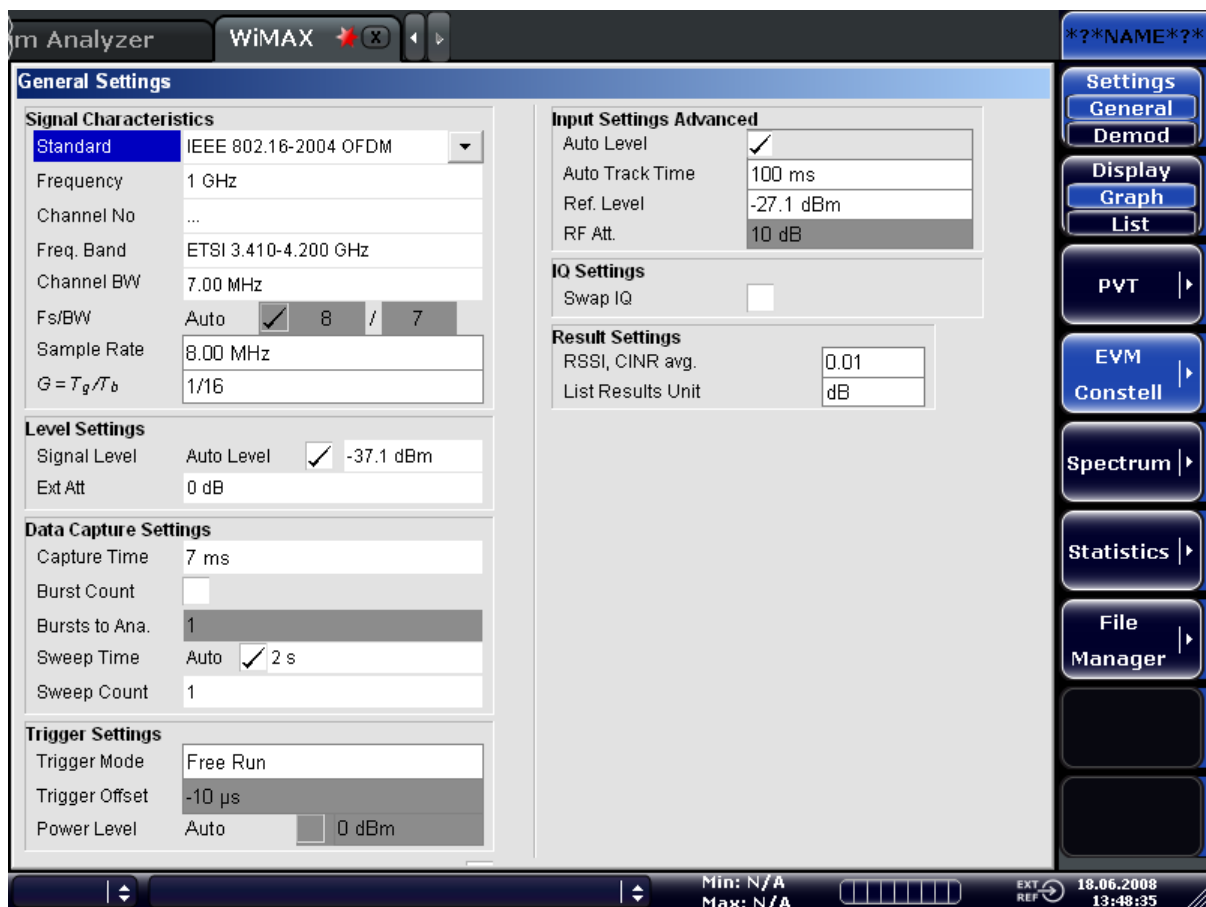 m Analyzer
WiMAX
General Settings
Signal Characteristics
Standard IEEE 802.16-2004 OFDM
Frequency 1 GHz
Channel No ...
Freq. Band ETSI 3.410-4.200 GHz
Channel BW 7.00 MHz
Fs/BW Auto 8 / 7
Sample Rate 8.00 MHz
G = Tg/Tb 1/16
Level Settings
Signal Level Auto Level -37.1 dBm
Ext Att 0 dB
Data Capture Settings
Capture Time 7 ms
Burst Count
Bursts to Ana. 1
Sweep Time Auto 2 s
Sweep Count 1
Trigger Settings
Trigger Mode Free Run
Trigger Offset -10 µs
Power Level Auto 0 dBm
Input Settings Advanced
Auto Level
Auto Track Time 100 ms
Ref. Level -27.1 dBm
RF Att. 10 dB
IQ Settings
Swap IQ
Result Settings
RSSI, CINR avg. 0.01
List Results Unit dB
*?*NAME*?*
Settings
General
Demod
Display
Graph
List
PVT
EVM
Constell
Spectrum
Statistics
File
Manager
Min: N/A
Max: N/A
EXT
REF
18.06.2008
13:48:35